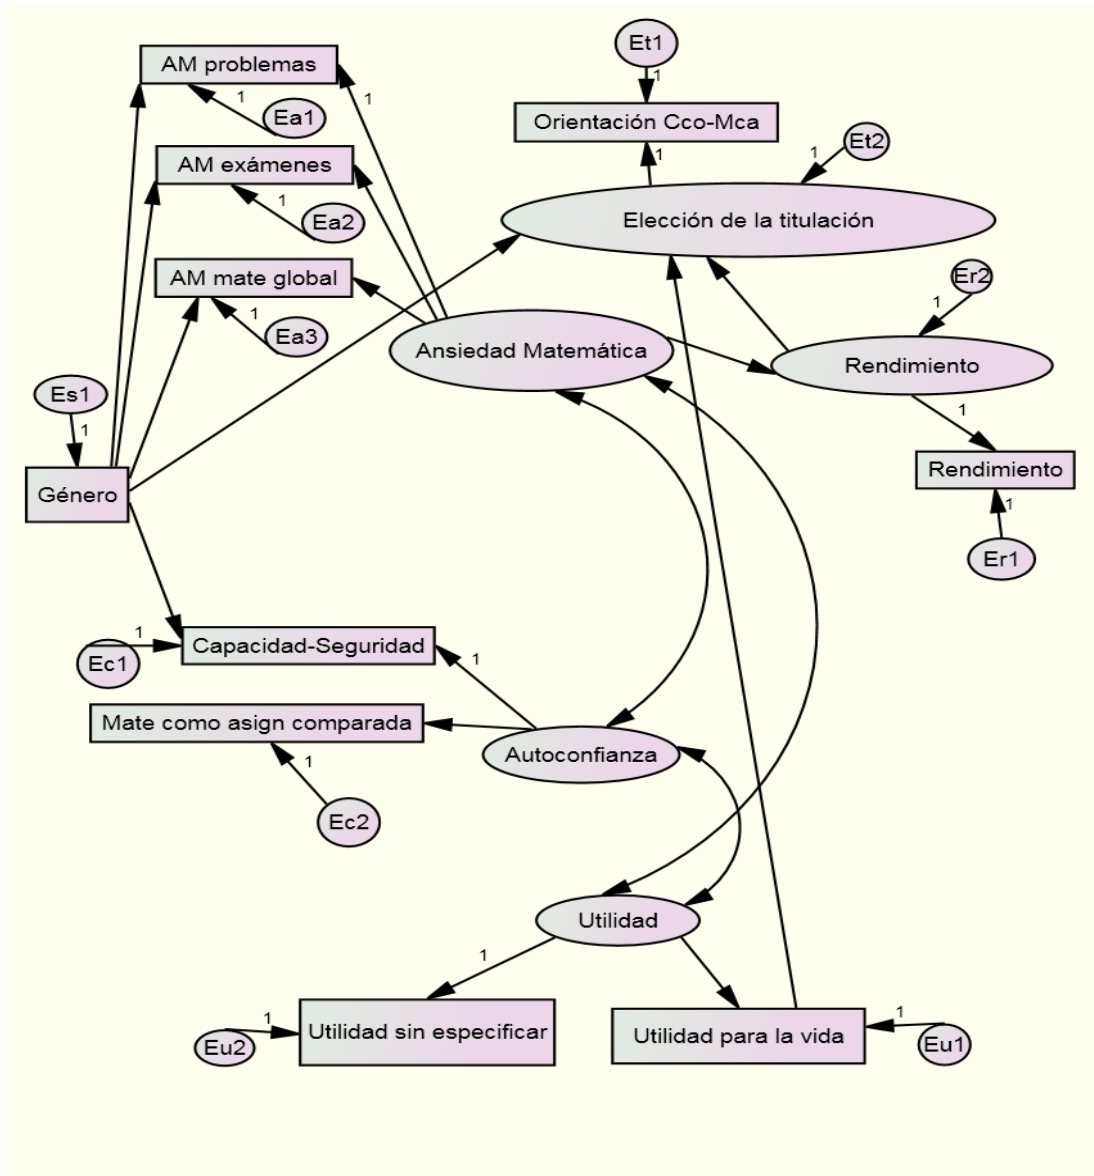 Et1
1
AM problemas
1
1
Ea1
Orientación Cco-Mca
Et2
1
1
AM exámenes
1
Ea2
Elección de la titulación
AM mate global
Er2
1
1
Ea3
Ansiedad Matemática
Rendimiento
Es1
1
1
Rendimiento
Género
1
Er1
1
Capacidad-Seguridad
1
Ec1
Mate como asign comparada
Autoconfianza
1
Ec2
Utilidad
1
1
Utilidad sin especificar
Eu2
Utilidad para la vida
1
Eu1